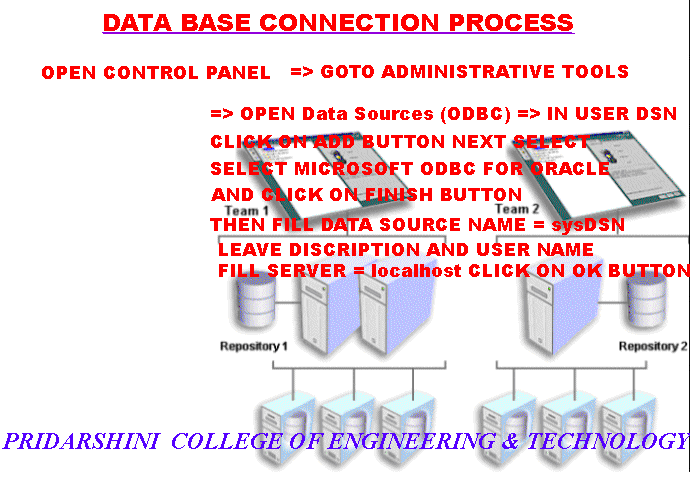 DATA BASE CONNECTION PROCESS
OPEN CONTROL PANEL => GOTO ADMINISTRATIVE TOOLS
=> OPEN Data Sources (ODBC) => IN USER DSN
CLICK ON ADD BUTTON NEXT SELECT
SELECT MICROSOFT ODBC FOR ORACLE
AND CLICK ON FINISH BUTTON
Team 1 Team 2
THEN FILL DATA SOURCE NAME = sysDSN
LEAVE DISCRIPTION AND USER NAME
FILL SERVER = localhost CLICK ON OK BUTTON
Repository 1 Repository 2
PRIDARSHINI COLLEGE OF ENGINEERING & TECHNOLOGY